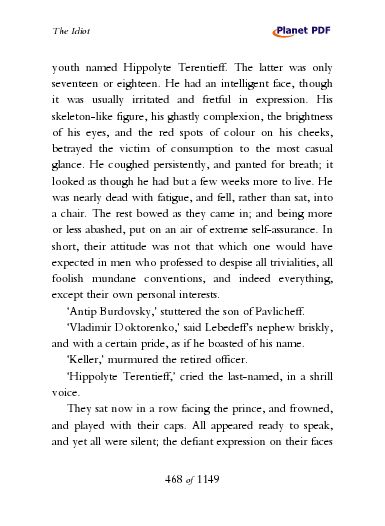 The Idiot
Planet PDF
youth named Hippolyte Terentieff. The latter was only
seventeen or eighteen. He had an intelligent face, though
it was usually irritated and fretful in expression. His
skeleton-like figure, his ghastly complexion, the brightness
of his eyes, and the red spots of colour on his cheeks,
betrayed the victim of consumption to the most casual
glance. He coughed persistently, and panted for breath; it
looked as though he had but a few weeks more to live. He
was nearly dead with fatigue, and fell, rather than sat, into
a chair. The rest bowed as they came in; and being more
or less abashed, put on an air of extreme self-assurance. In
short, their attitude was not that which one would have
expected in men who professed to despise all trivialities, all
foolish mundane conventions, and indeed everything,
except their own personal interests.
‘Antip Burdovsky,’ stuttered the son of Pavlicheff.
‘Vladimir Doktorenko,’ said Lebedeff’s nephew briskly,
and with a certain pride, as if he boasted of his name.
‘Keller,’ murmured the retired officer.
‘Hippolyte Terentieff,’ cried the last-named, in a shrill
voice.
They sat now in a row facing the prince, and frowned,
and played with their caps. All appeared ready to speak,
and yet all were silent; the defiant expression on their faces
468 of 1149